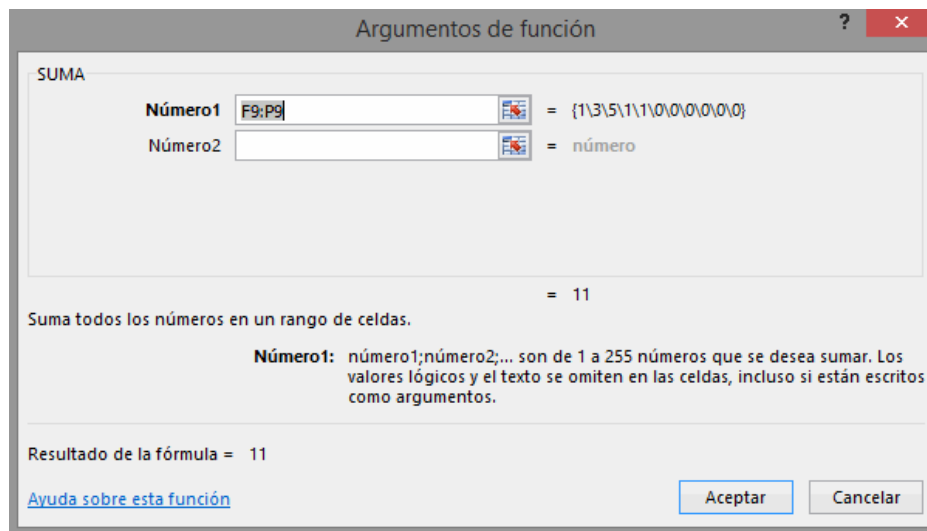 Argumentos de función
?
SUMA
Número1 F9:P9 = {1\3\5\1\1\0\0\0\0\0\0}
Número2 = número
= 11
Suma todos los números en un rango de celdas.
Número1: número1;número2;... son de 1 a 255 números que se desea sumar. Los
valores lógicos y el texto se omiten en las celdas, incluso si están escritos
como argumentos.
Resultado de la fórmula = 11
Ayuda sobre esta función
Aceptar Cancelar